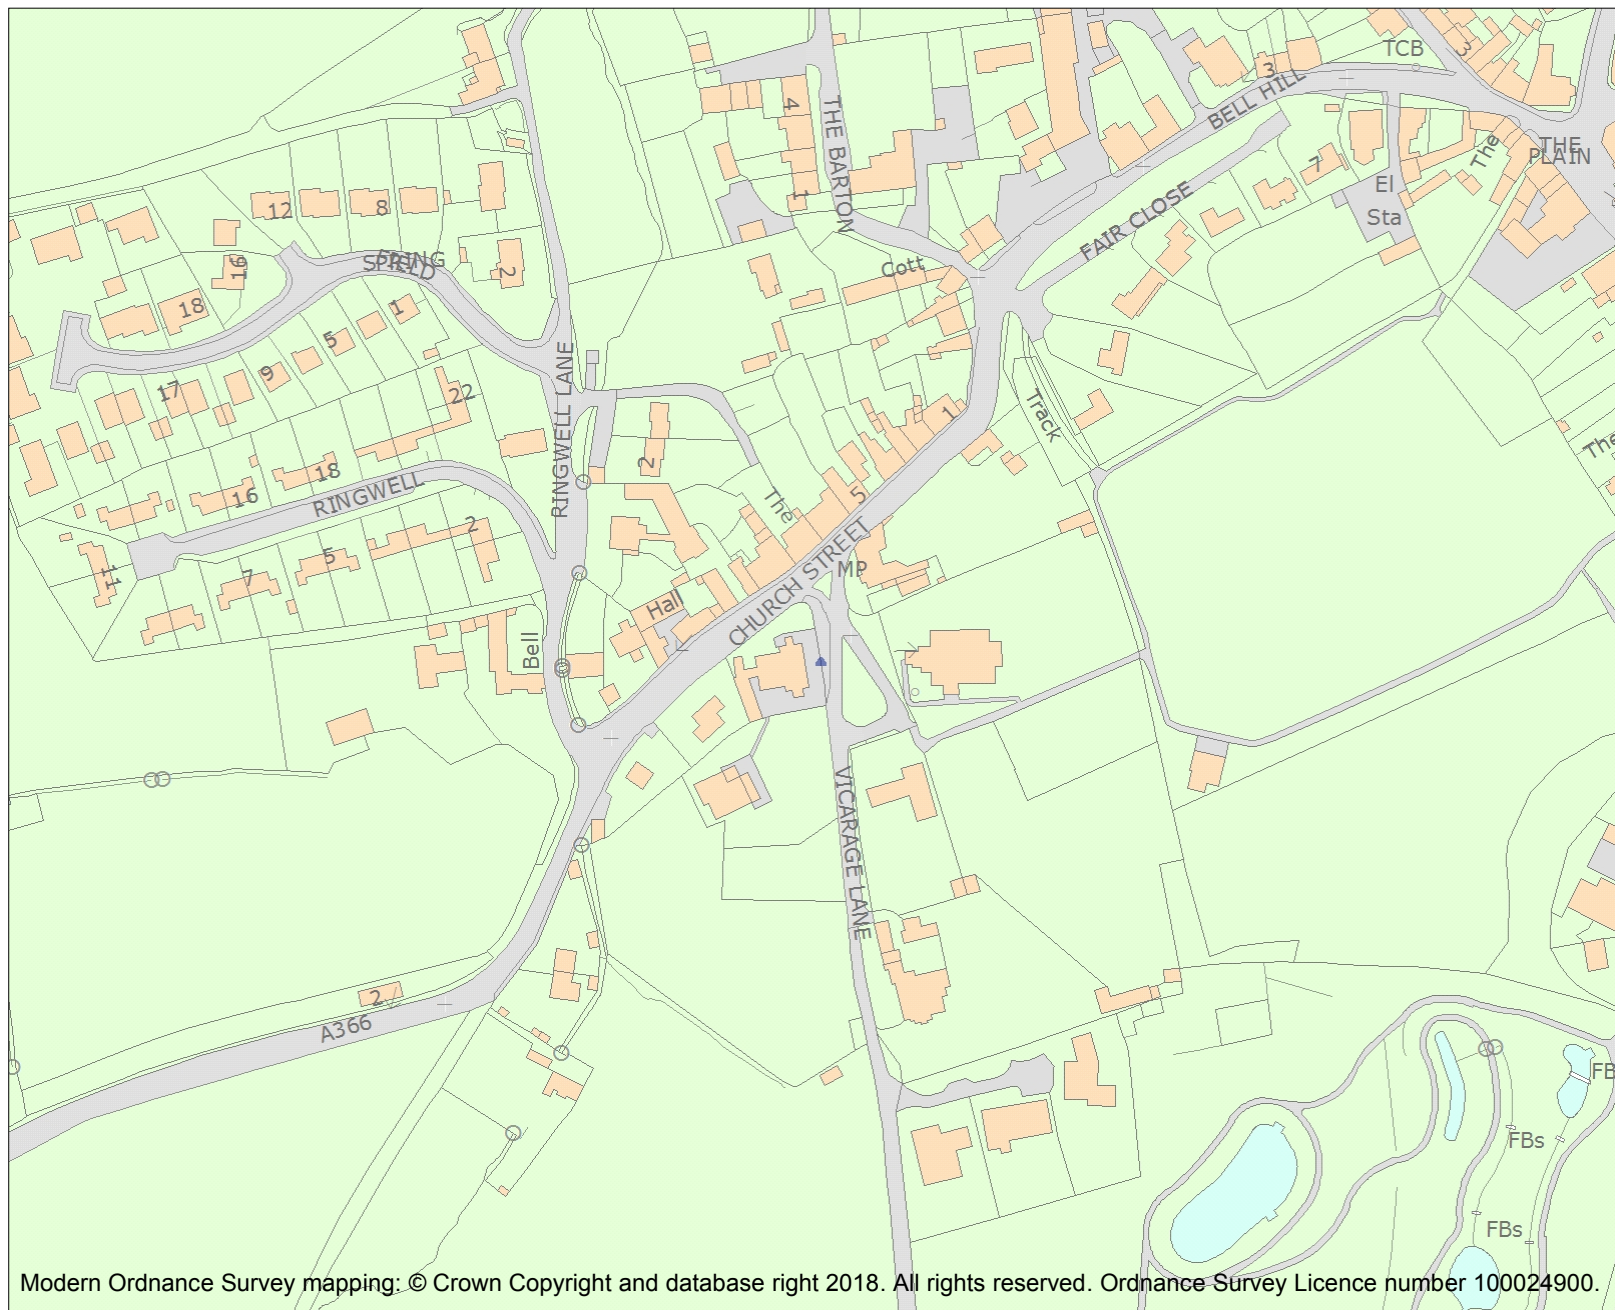 TCB
3
3
BELL HILL
4
THE BARTON
THE
PLAIN
The
7
El
Sta
1
FAIR CLOSE
12
8
SPRING
FIELD
16
2
Cott
18
1
5
9
17
22
RINGWELL LANE
Track
1
The
2
18
16
RINGWELL
5
The
2
CHURCH STREET
MP
5
7
11
Hall
Bell
VICARAGE LANE
2
A366
FB
FBs
FBs
Modern Ordnance Survey mapping: © Crown Copyright and database right 2018. All rights reserved. Ordnance Survey Licence number 100024900.